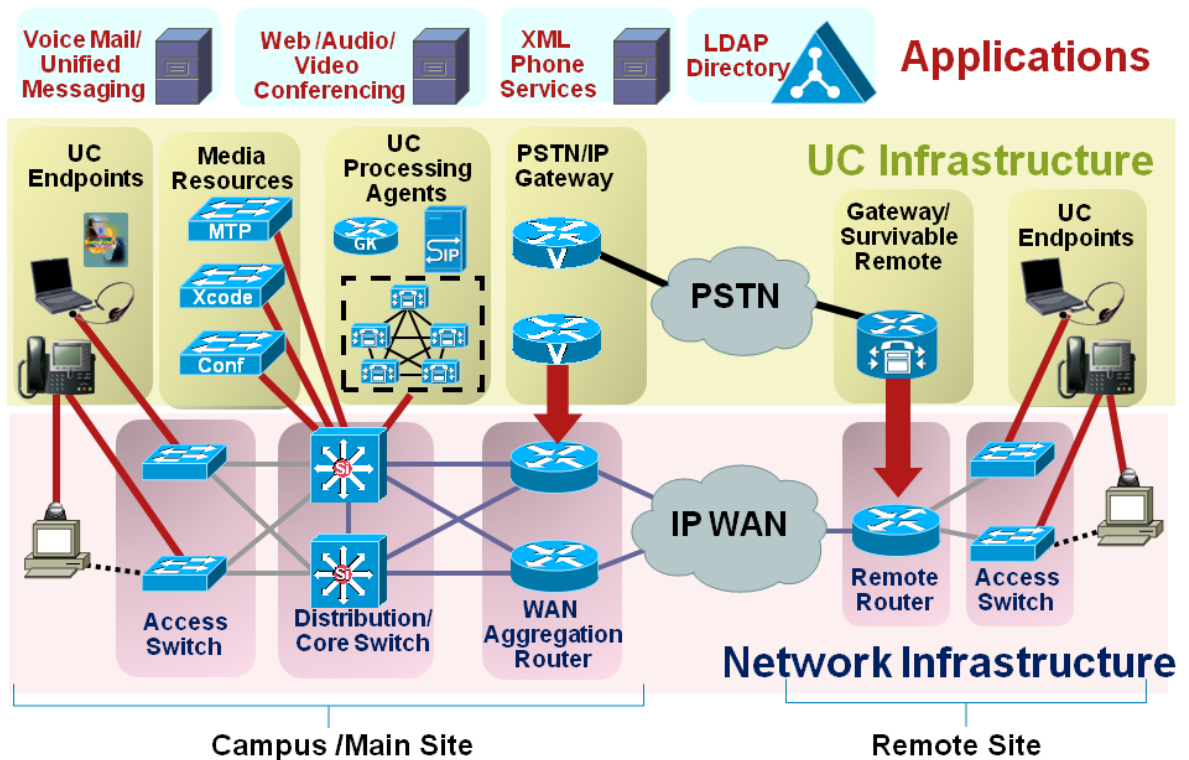 Voice Mail/
Unified
Messaging
Web /Audio/
Video
Conferencing
XML
Phone
Services
LDAP
Directory
Applications
UC
Endpoints
Media
Resources
UC
Processing
Agents
PSTN/IP
Gateway
UC Infrastructure
Gateway/
Survivable
Remote
UC
Endpoints
MTP
GK
SIP
V
Xcode
PSTN
Conf
V
Si
IP WAN
Si
Access
Switch
Distribution/
Core Switch
WAN
Aggregation
Router
Remote
Router
Access
Switch
Network Infrastructure
Campus /Main Site
Remote Site